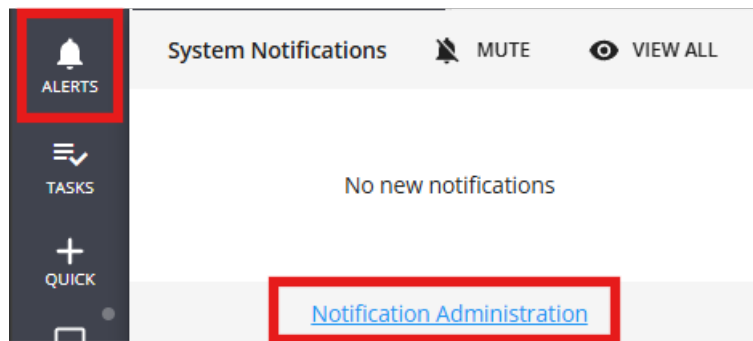 ALERTS
System Notifications MUTE VIEW ALL
TASKS
No new notifications
QUICK
Notification Administration